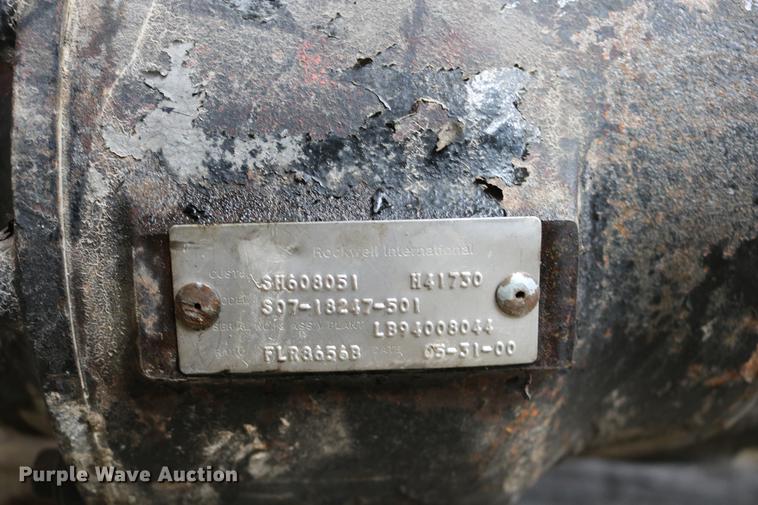 Rockwell International
CUST# SH608051 H41730
MODEL# S07-18247-501
SERIAL NO. & ASS'Y PLANT LB94008044
FLR8656B DATE 05-31-00
Purple Wave Auction